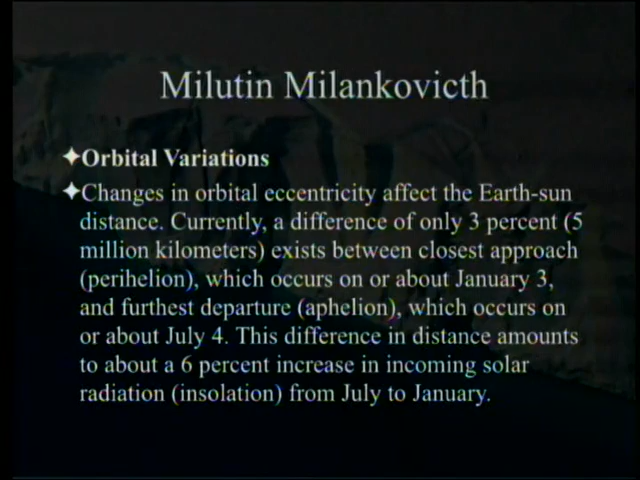 Milutin Milankovicth
✦Orbital Variations
✦Changes in orbital eccentricity affect the Earth-sun
distance. Currently, a difference of only 3 percent (5
million kilometers) exists between closest approach
(perihelion), which occurs on or about January 3,
and furthest departure (aphelion), which occurs on
or about July 4. This difference in distance amounts
to about a 6 percent increase in incoming solar
radiation (insolation) from July to January.